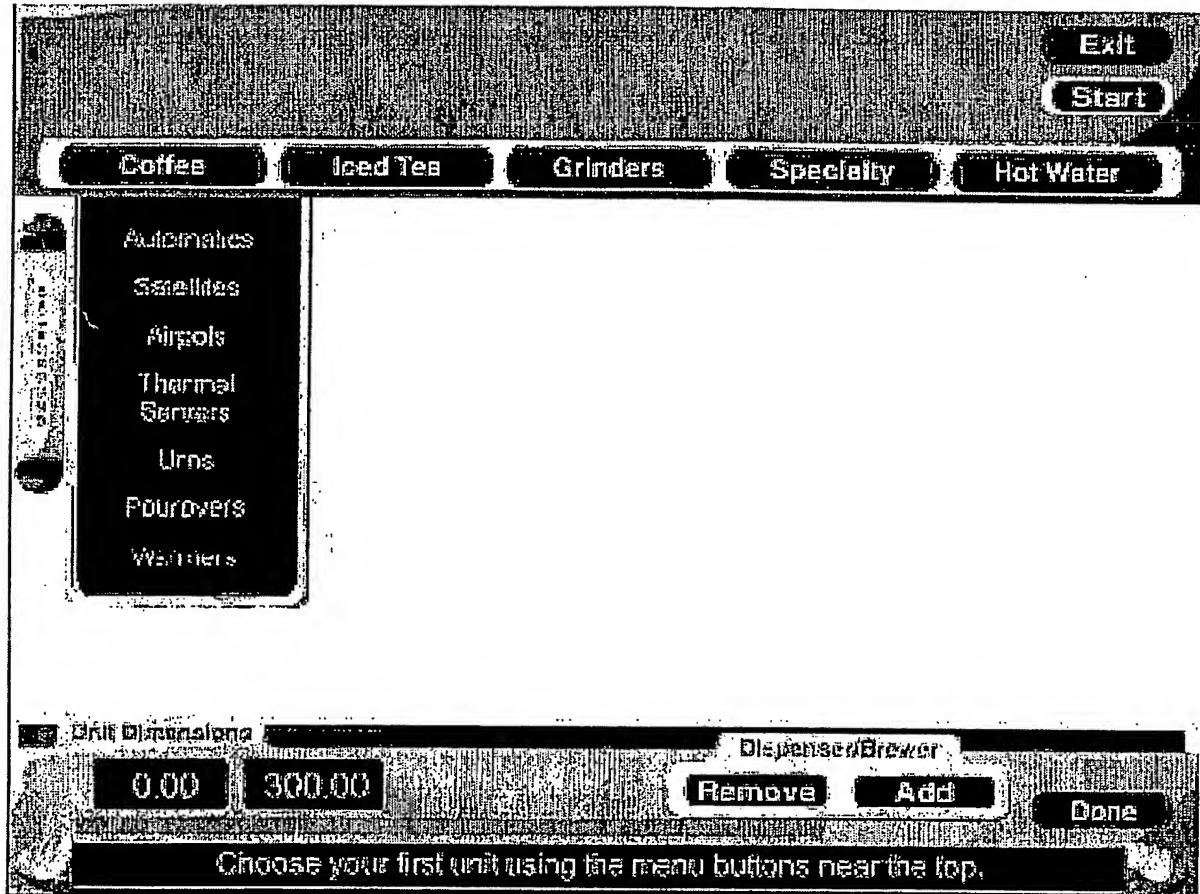 Exit
Start
Coffee
Iced Tea
Grinders
Specialty
Hot Water
Automatics
Satellites
Airpots
Thermal
Servers
Urns
Pourovers
Warmers
Unit Dimensions
Dispenser/Brewer
0.00
300.00
Remove
Add
Done
Choose your first unit using the menu buttons near the top.